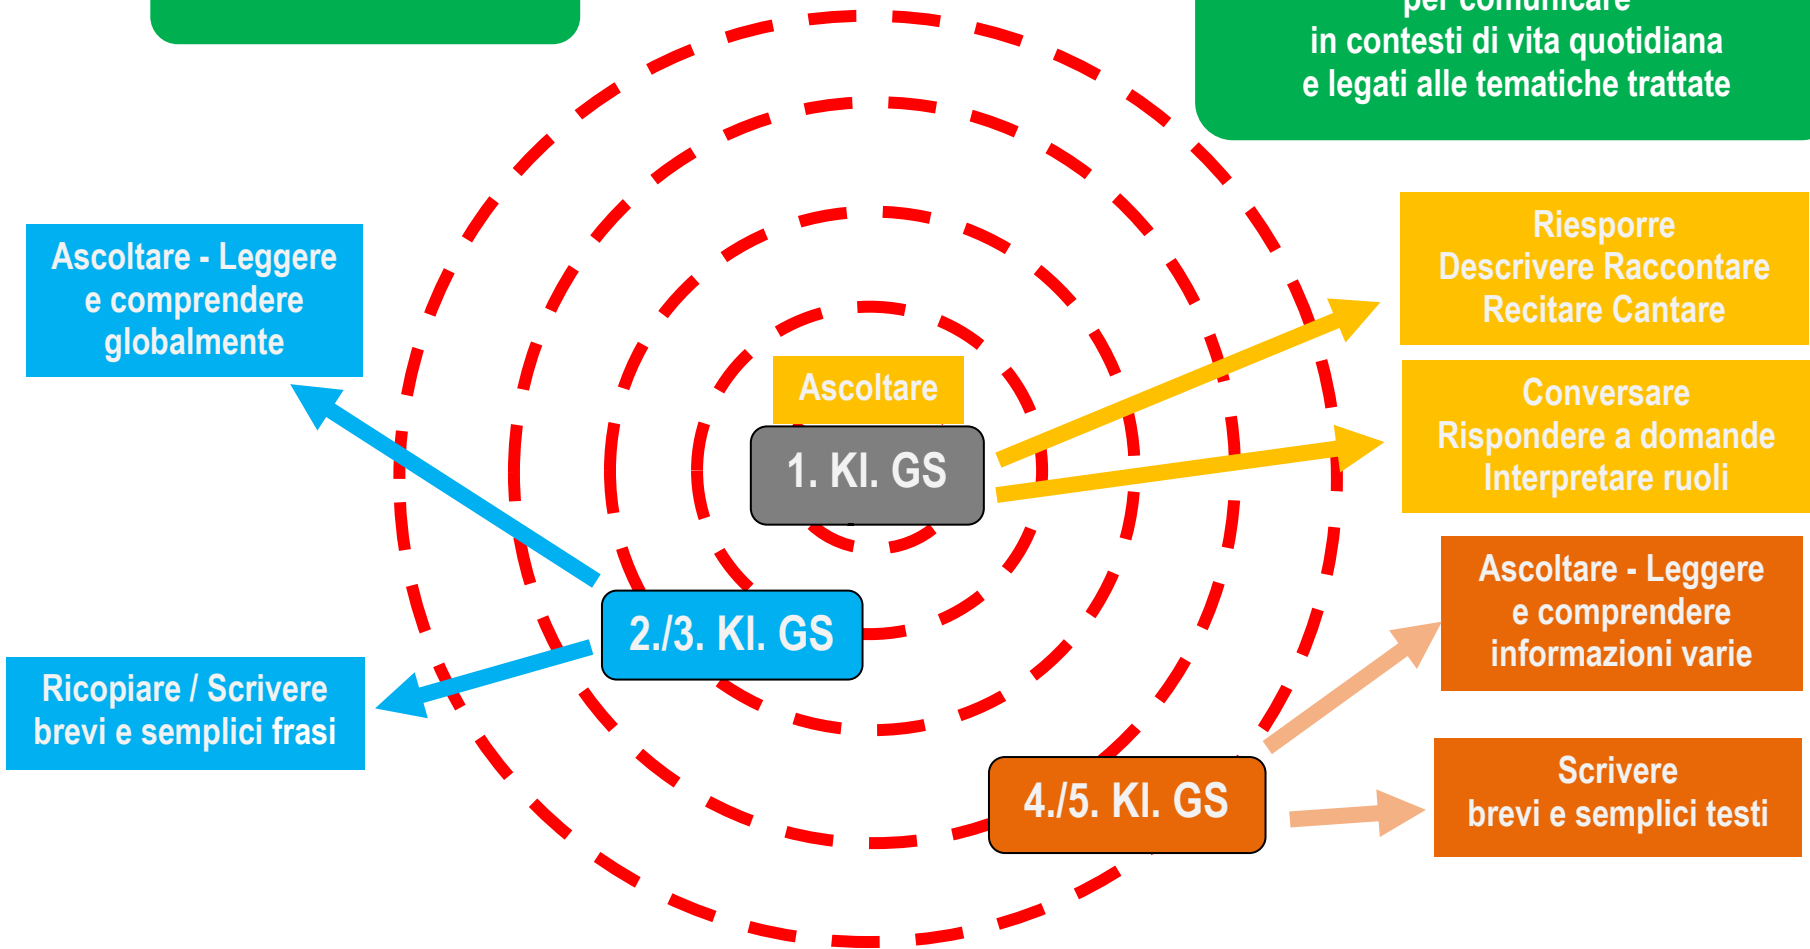 per comunicare
in contesti di vita quotidiana
e legati alle tematiche trattate
Ascoltare - Leggere
e comprendere
globalmente
Riesporre
Descrivere Raccontare
Recitare Cantare
Ascoltare
1. Kl. GS
Conversare
Rispondere a domande
Interpretare ruoli
Ascoltare - Leggere
e comprendere
informazioni varie
2./3. Kl. GS
Ricopiare / Scrivere
brevi e semplici frasi
4./5. Kl. GS
Scrivere
brevi e semplici testi